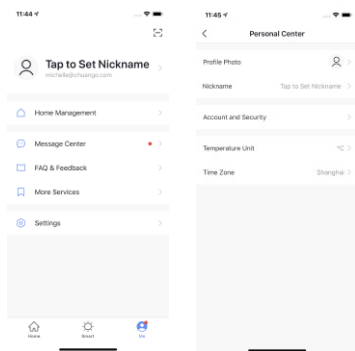 11:44
Tap to Set Nickname
michelle@chuango.com
Home Management
Message Center
FAQ & Feedback
More Services
Settings
Home
Smart
Me
11:45
Personal Center
Profile Photo
Nickname Tap to Set Nickname
Account and Security
Temperature Unit °C
Time Zone Shanghai